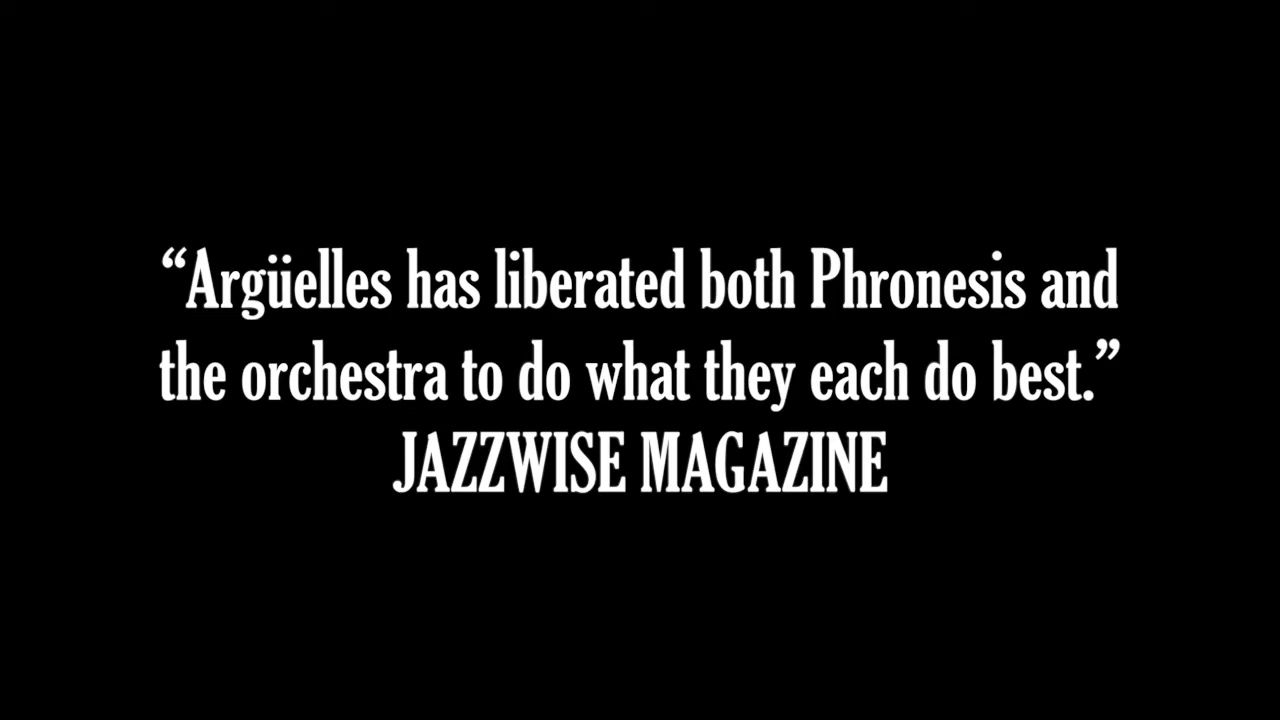 “Argüelles has liberated both Phronesis and
the orchestra to do what they each do best.”
JAZZWISE MAGAZINE